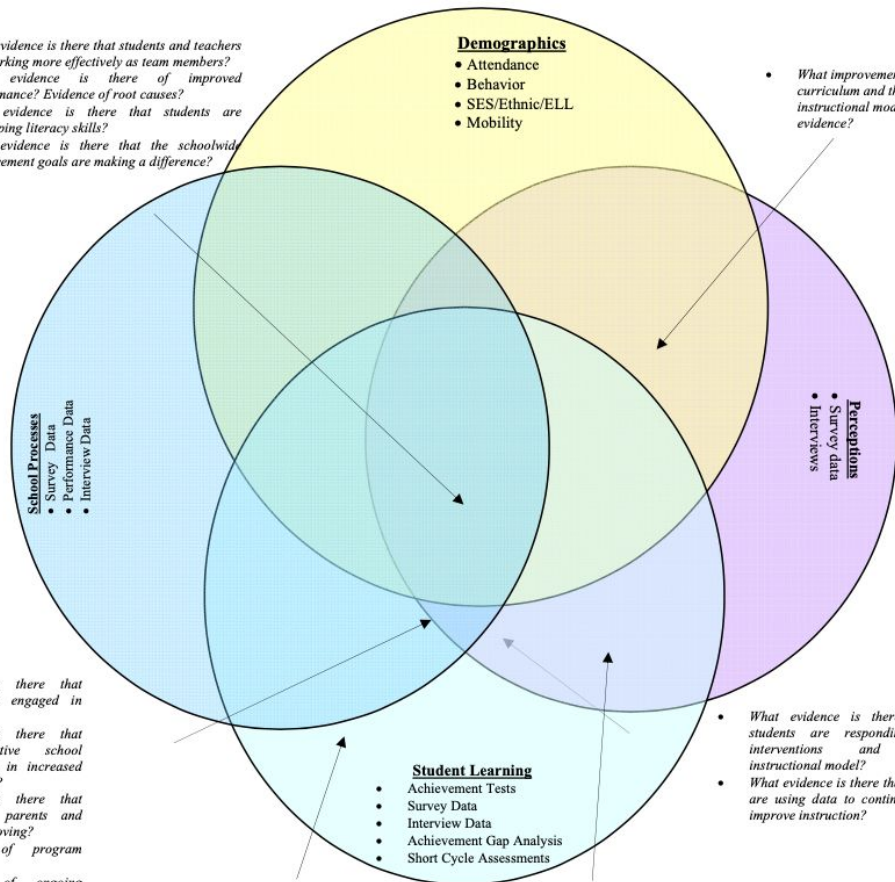 evidence is there that students and teachers
more effectively as team members?
evidence is there of improved
Evidence of root causes?
evidence is there that students are
literacy skills?
evidence is there that the schoolwide
goals are making a difference?
Demographics
• Attendance
• Behavior
• SES/Ethnic/ELL
• Mobility
• What improveme
curriculum and th
instructional mod
evidence?
School Processes
• Survey Data
• Performance Data
• Interview Data
Perceptions
• Survey data
• Interviews
there that
engaged in
there that
tive school
in increased
?
there that
parents and
oving?
of program
of ongoing
Student Learning
• Achievement Tests
• Survey Data
• Interview Data
• Achievement Gap Analysis
• Short Cycle Assessments
• What evidence is there
students are respondi
interventions and
instructional model?
• What evidence is there tha
are using data to contin
improve instruction?